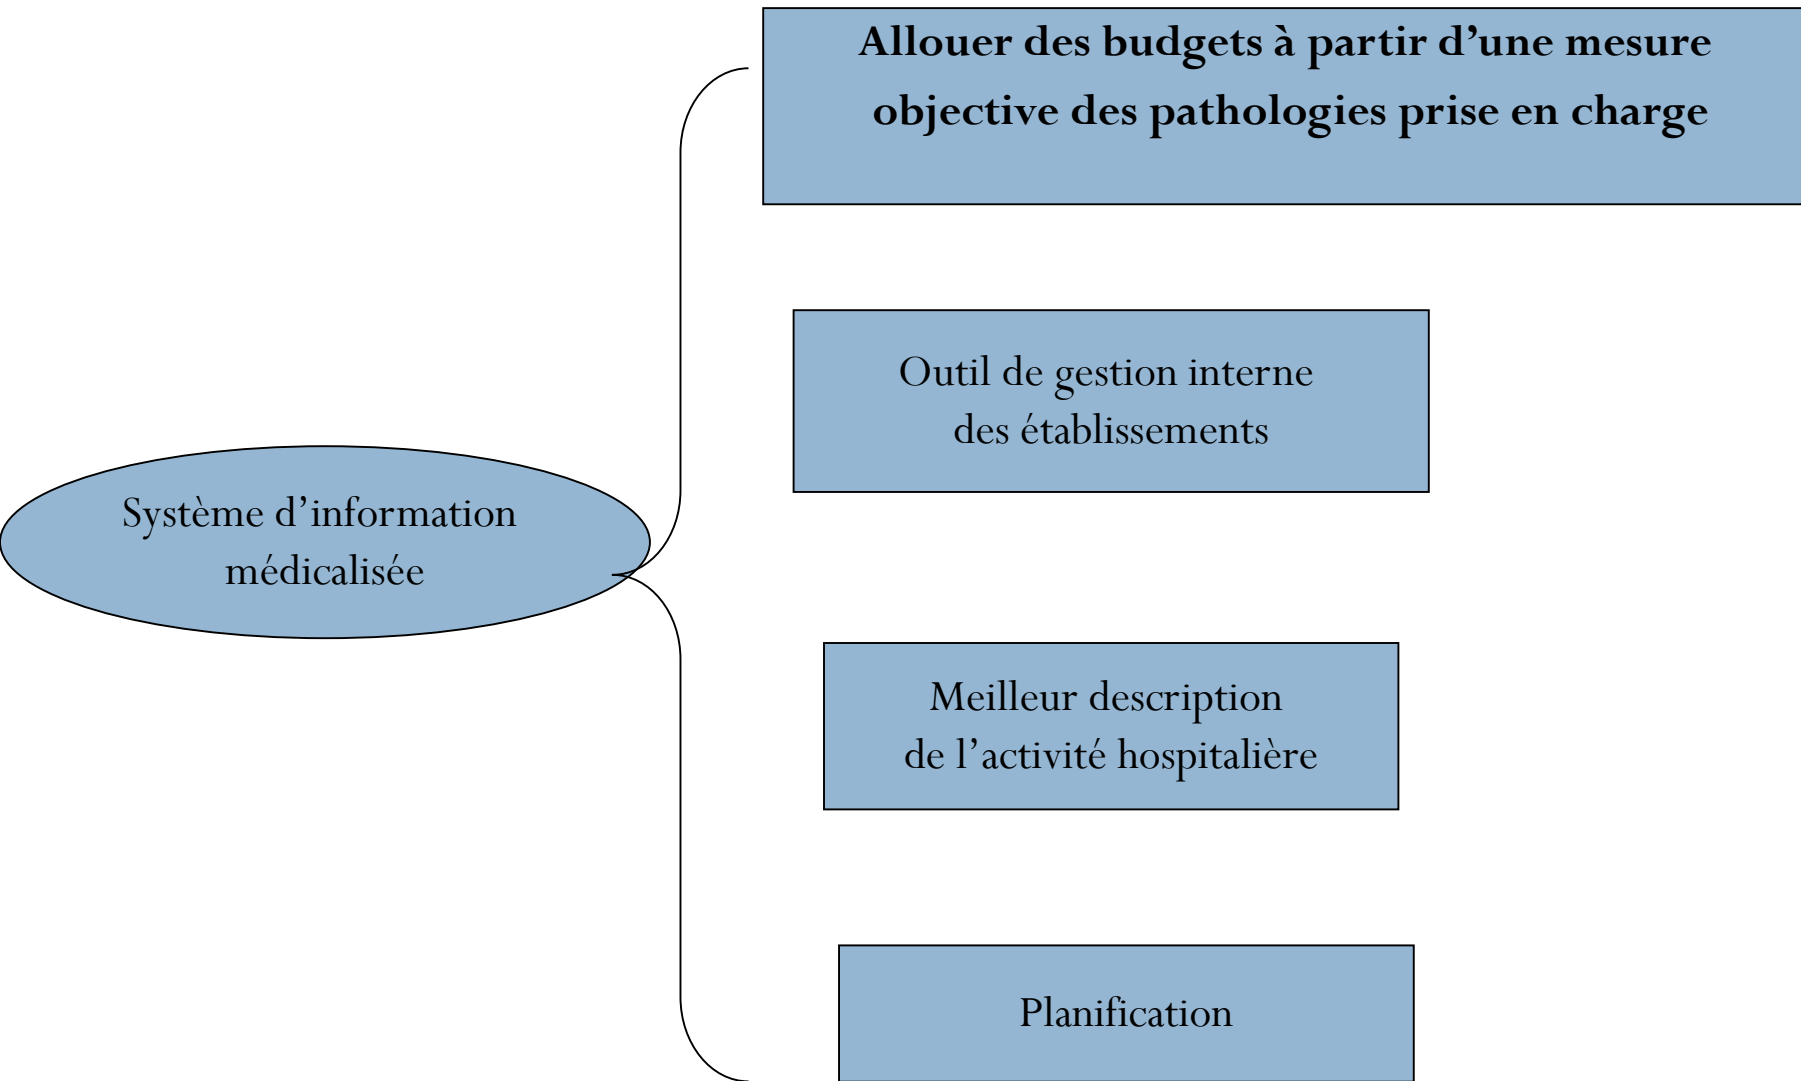 Allouer des budgets à partir d’une mesure
objective des pathologies prise en charge
Outil de gestion interne
des établissements
Système d’information
médicalisée
Meilleur description
de l’activité hospitalière
Planification